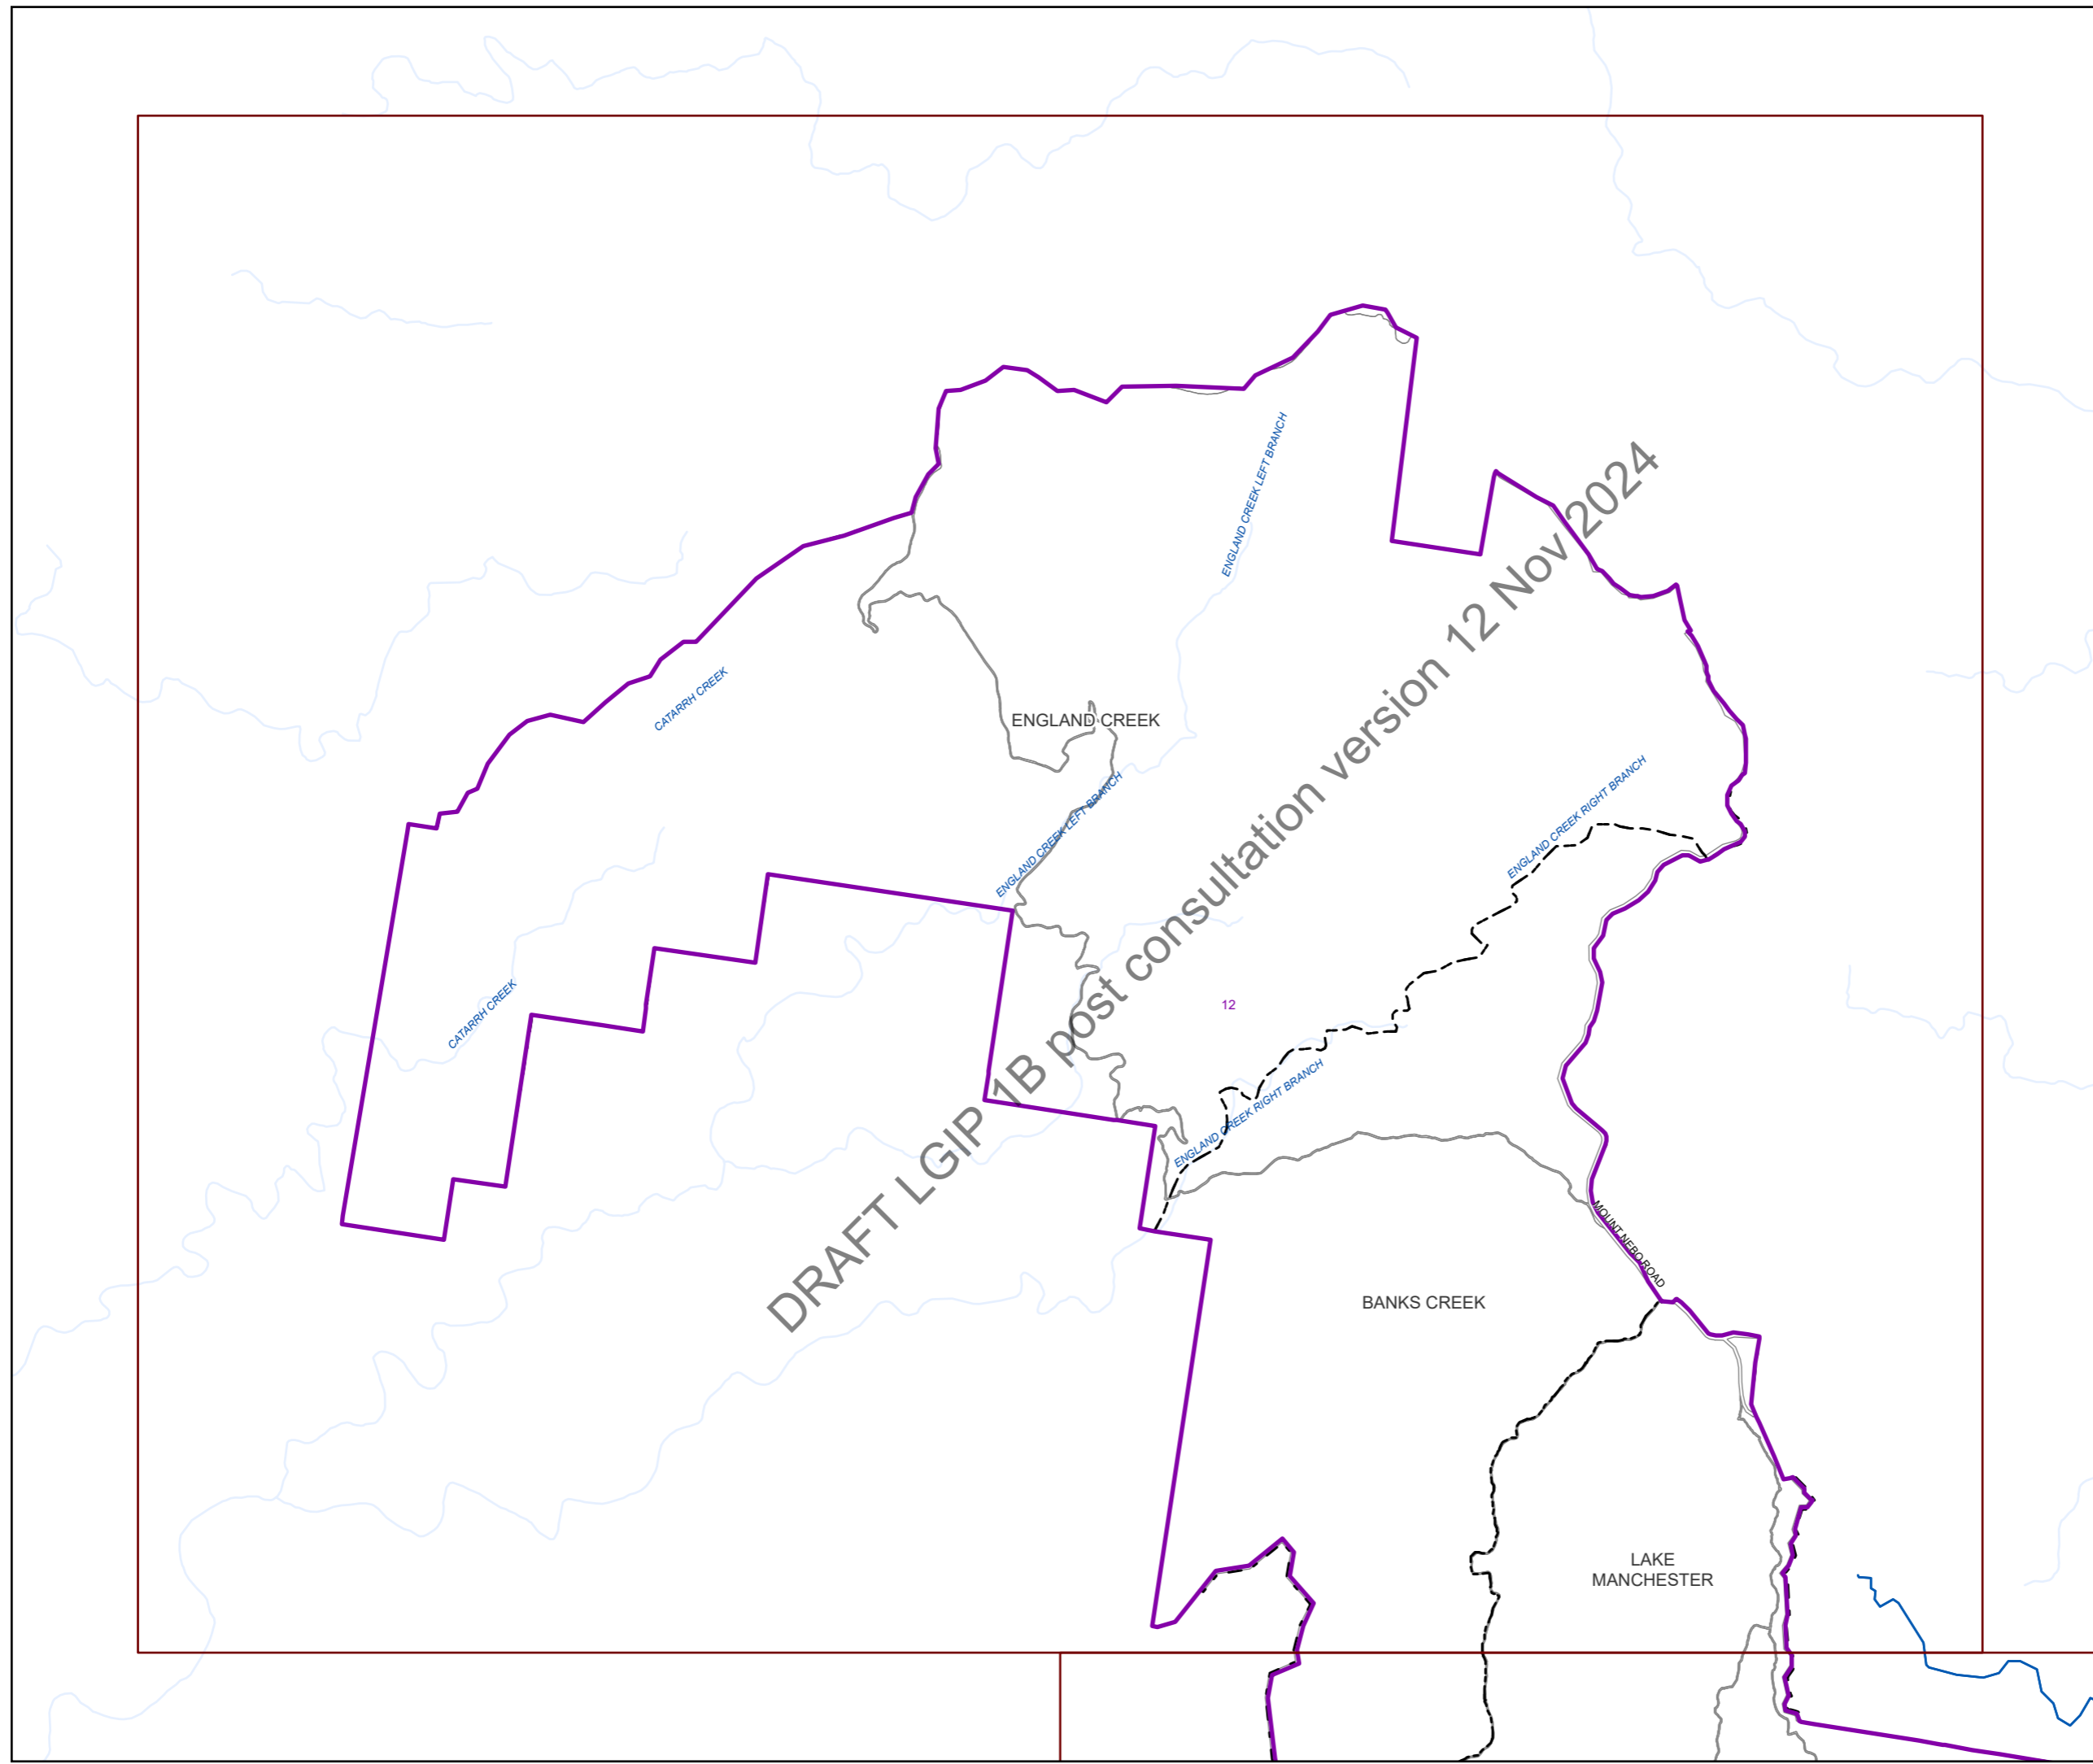 ENGLAND CREEK LEFT BRANCH
CATARRH CREEK
ENGLAND CREEK
ENGLAND CREEK LEFT BRANCH
ENGLAND CREEK RIGHT BRANCH
CATARRH CREEK
12
ENGLAND CREEK RIGHT BRANCH
MOUNT NEBO ROAD
BANKS CREEK
LAKE
MANCHESTER
DRAFT LGIP 1B post consultation version 12 Nov 2024